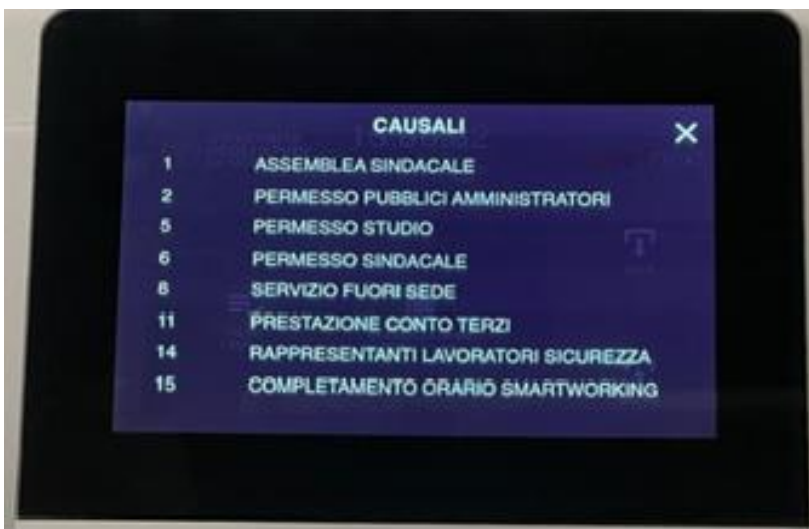 CAUSALI
1 ASSEMBLEA SINDACALE
2 PERMESSO PUBBLICI AMMINISTRATORI
5 PERMESSO STUDIO
6 PERMESSO SINDACALE
8 SERVIZIO FUORI SEDE
11 PRESTAZIONE CONTO TERZI
14 RAPPRESENTANTI LAVORATORI SICUREZZA
15 COMPLETAMENTO ORARIO SMARTWORKING